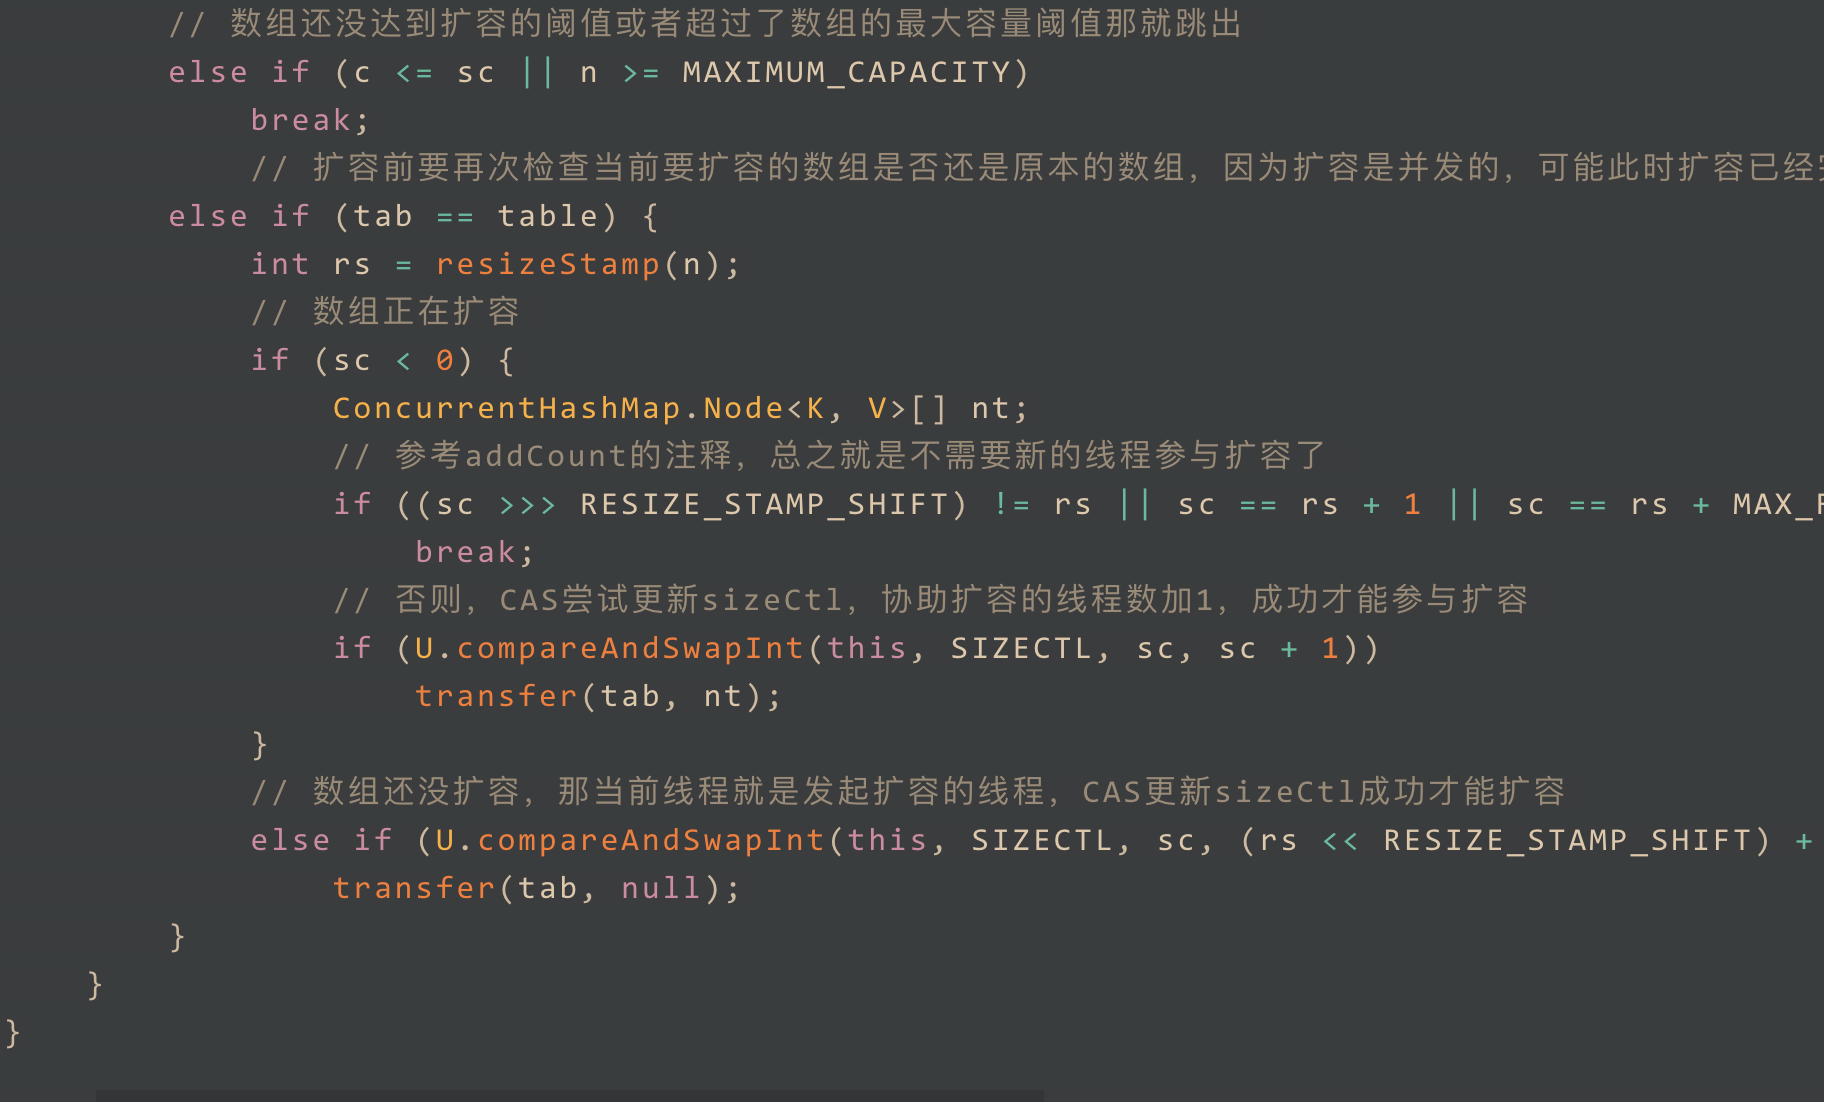 // 数组还没达到扩容的阈值或者超过了数组的最大容量阈值那就跳出
else if (c <= sc || n >= MAXIMUM_CAPACITY)
break;
// 扩容前要再次检查当前要扩容的数组是否还是原本的数组，因为扩容是并发的，可能此时扩容已经
else if (tab == table) {
int rs = resizeStamp(n);
// 数组正在扩容
if (sc < 0) {
ConcurrentHashMap.Node<K, V>[] nt;
// 参考addCount的注释，总之就是不需要新的线程参与扩容了
if ((sc >>> RESIZE_STAMP_SHIFT) != rs || sc == rs + 1 || sc == rs + MAX_
break;
// 否则，CAS尝试更新sizeCtl，协助扩容的线程数加1，成功才能参与扩容
if (U.compareAndSwapInt(this, SIZECTL, sc, sc + 1))
transfer(tab, nt);
}
// 数组还没扩容，那当前线程就是发起扩容的线程，CAS更新sizeCtl成功才能扩容
else if (U.compareAndSwapInt(this, SIZECTL, sc, (rs << RESIZE_STAMP_SHIFT) +
transfer(tab, null);
}
}
}